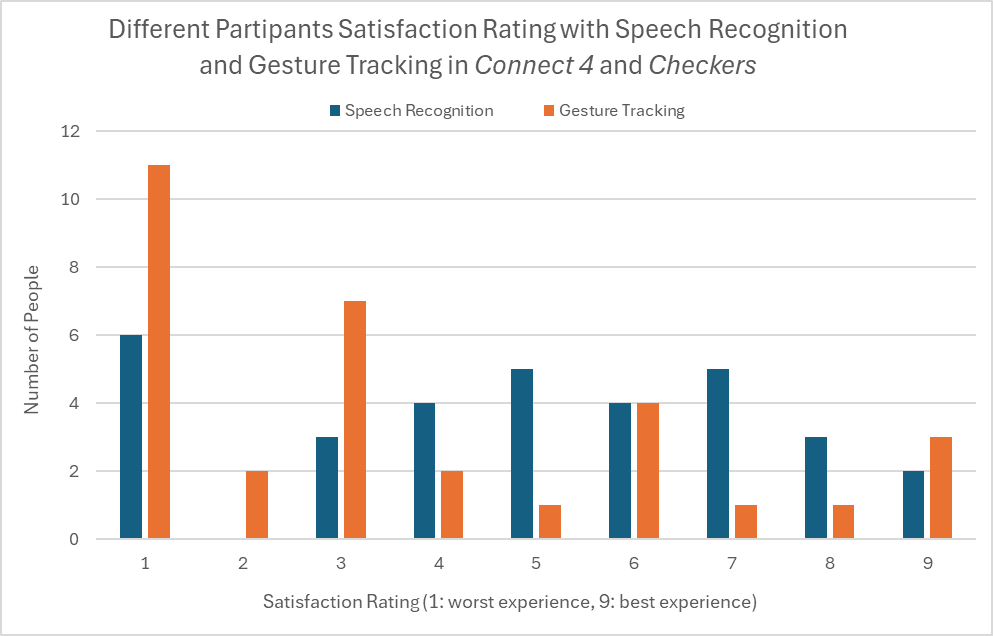 Different Partipants Satisfaction Rating with Speech Recognition
and Gesture Tracking in Connect 4 and Checkers
Speech Recognition Gesture Tracking
12
10
8
6
4
2
0
Number of People
1 2 3 4 5 6 7 8 9
Satisfaction Rating (1: worst experience, 9: best experience)